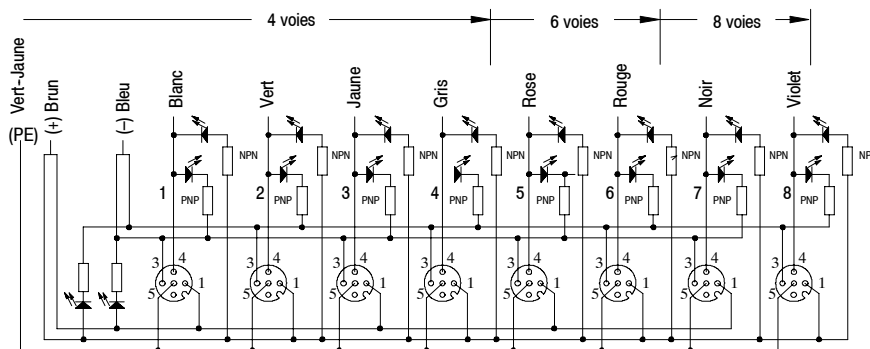 4 voies
6 voies
8 voies
Vert-Jaune
(PE)
(+) Brun
(–) Bleu
Blanc
Vert
Jaune
Gris
Rose
Rouge
Noir
Violet
NPN
NPN
NPN
NPN
NPN
NPN
NPN
NP
1
2
3
4
5
6
7
8
PNP
PNP
PNP
PNP
PNP
PNP
PNP
PNP
3 4 1 5
3 4 1 5
3 4 1 5
3 4 1 5
3 4 1 5
3 4 1 5
3 4 1 5
3 4 1 5